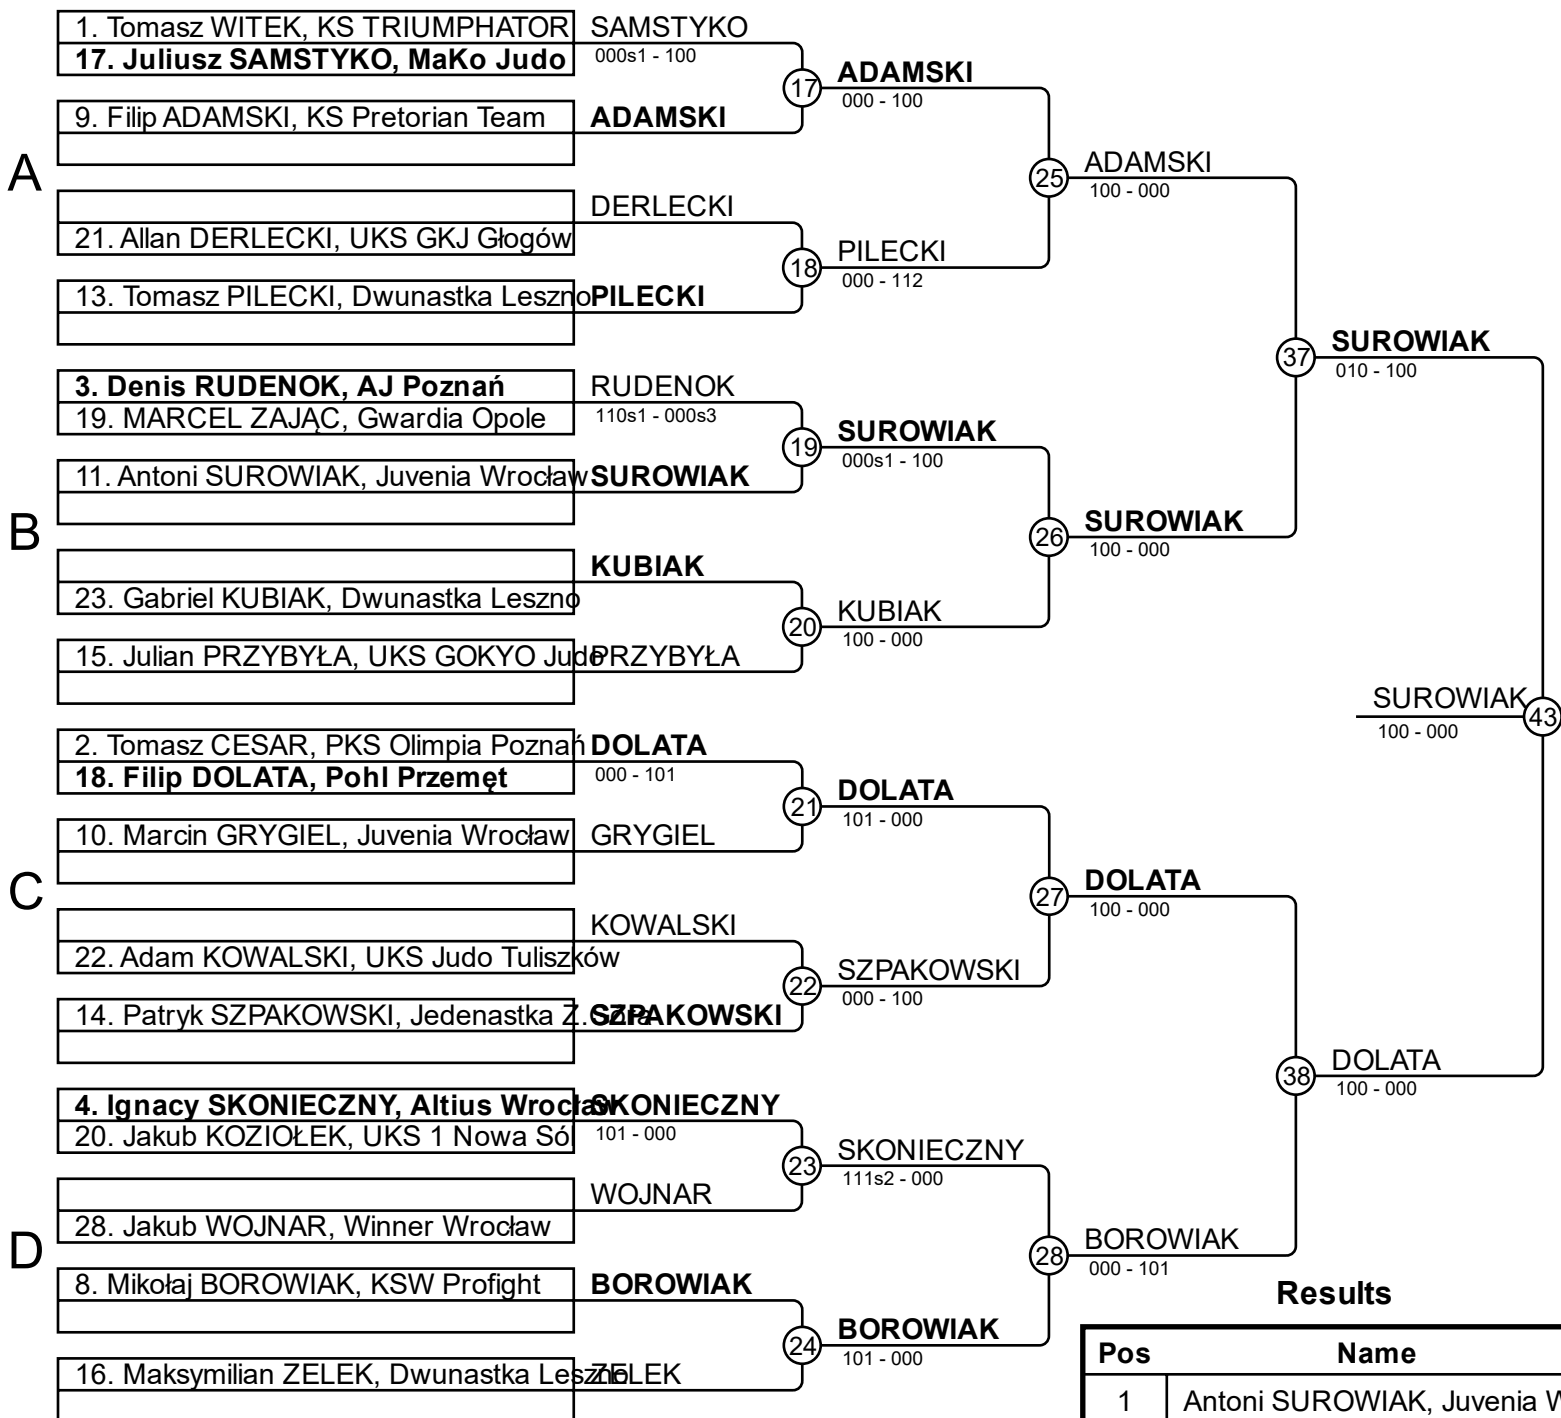 1. Tomasz WITEK, KS TRIUMPHATOR
17. Juliusz SAMSTYKO, MaKo Judo
9. Filip ADAMSKI, KS Pretorian Team
A
21. Allan DERLECKI, UKS GKJ Głogów
13. Tomasz PILECKI, Dwunastka Leszno
3. Denis RUDENOK, AJ Poznań
19. MARCEL ZAJĄC, Gwardia Opole
11. Antoni SUROWIAK, Juvenia Wrocław
B
23. Gabriel KUBIAK, Dwunastka Leszno
15. Julian PRZYBYŁA, UKS GOKYO Judo
2. Tomasz CESAR, PKS Olimpia Poznań
18. Filip DOLATA, Pohl Przemęt
10. Marcin GRYGIEL, Juvenia Wrocław
C
22. Adam KOWALSKI, UKS Judo Tuliszków
14. Patryk SZPAKOWSKI, Jedenastka Z.Góra
4. Ignacy SKONIECZNY, Altius Wrocław
20. Jakub KOZIOŁEK, UKS 1 Nowa Sól
28. Jakub WOJNAR, Winner Wrocław
D
8. Mikołaj BOROWIAK, KSW Profight
16. Maksymilian ZELEK, Dwunastka Leszno
SAMSTYKO
000s1 - 100
ADAMSKI
DERLECKI
PILECKI
RUDENOK
110s1 - 000s3
SUROWIAK
KUBIAK
PRZYBYŁA
DOLATA
000 - 101
GRYGIEL
KOWALSKI
SZPAKOWSKI
SKONIECZNY
101 - 000
WOJNAR
BOROWIAK
ZELEK
17
ADAMSKI
000 - 100
18
PILECKI
000 - 112
19
SUROWIAK
000s1 - 100
20
KUBIAK
100 - 000
21
DOLATA
101 - 000
22
SZPAKOWSKI
000 - 100
23
SKONIECZNY
111s2 - 000
24
BOROWIAK
101 - 000
25
ADAMSKI
100 - 000
26
SUROWIAK
100 - 000
27
DOLATA
100 - 000
28
BOROWIAK
000 - 101
37
SUROWIAK
010 - 100
38
DOLATA
100 - 000
SUROWIAK
43
100 - 000
Results
Pos Name
1 Antoni SUROWIAK, Juvenia